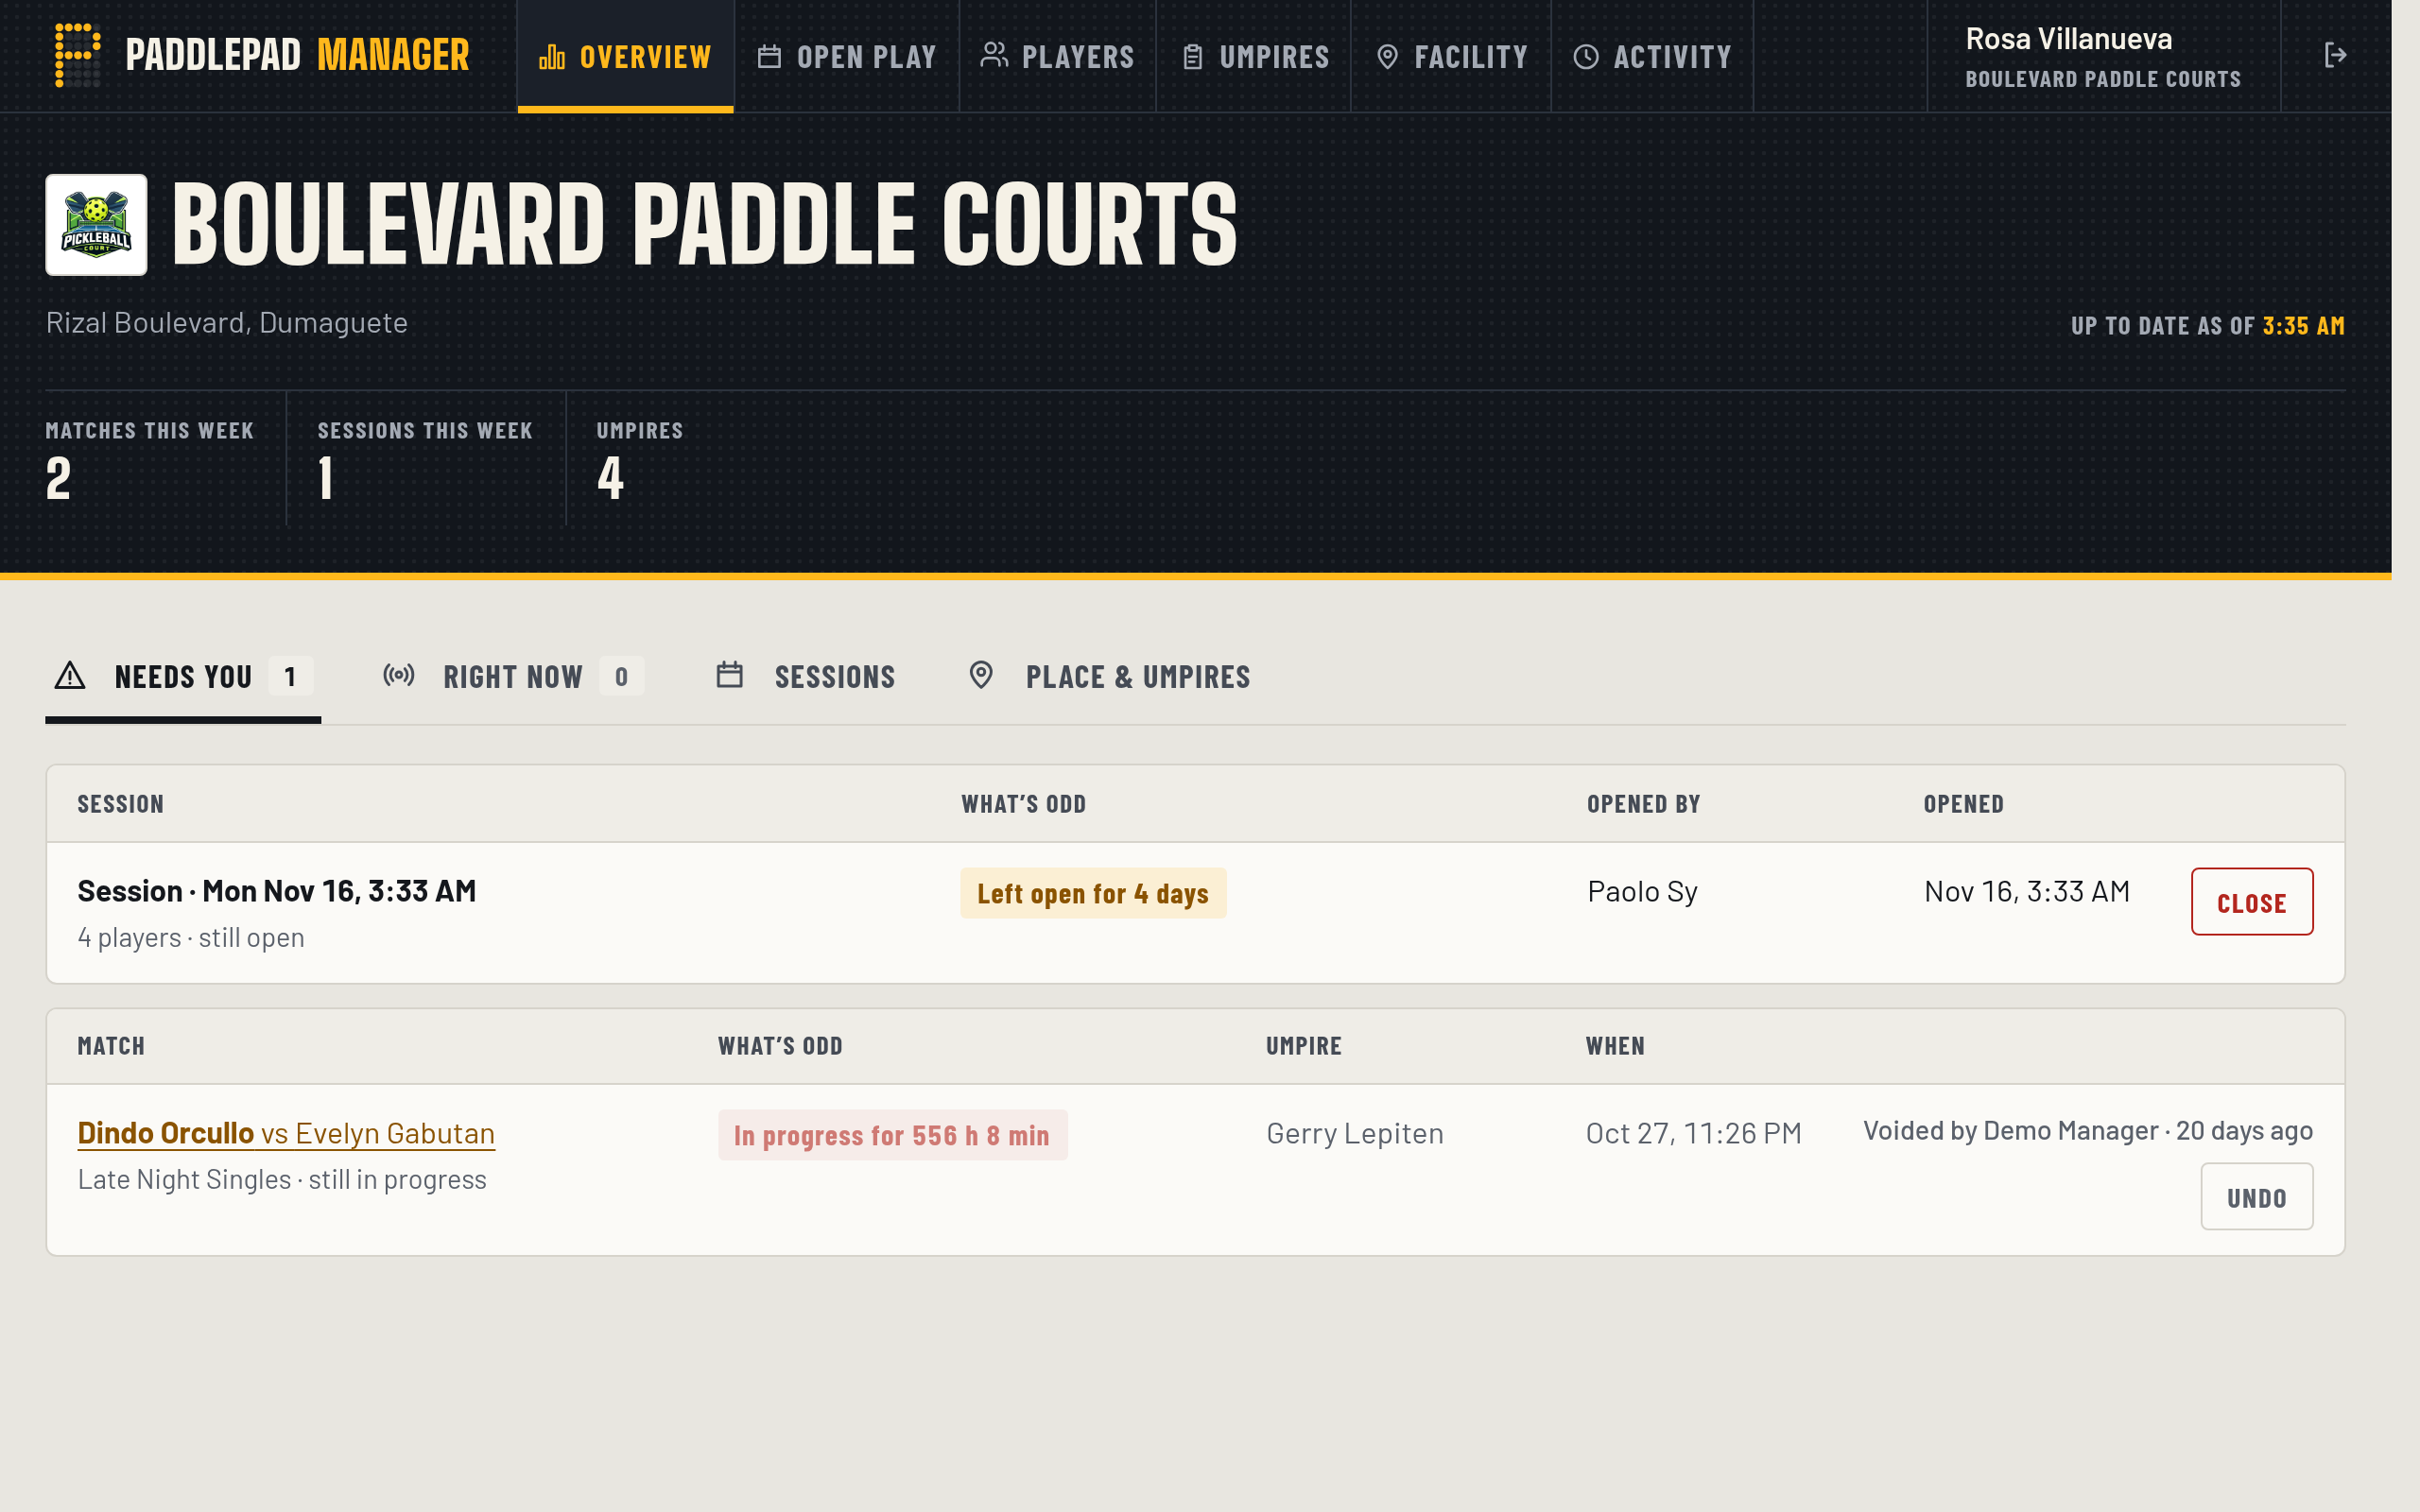 PADDLEPAD MANAGER
OVERVIEW
OPEN PLAY
PLAYERS
UMPIRES
FACILITY
ACTIVITY
Rosa Villanueva
BOULEVARD PADDLE COURTS
PICKLEBALL
COURT
BOULEVARD PADDLE COURTS
Rizal Boulevard, Dumaguete
UP TO DATE AS OF 3:35 AM
MATCHES THIS WEEK
2
SESSIONS THIS WEEK
1
UMPIRES
4
NEEDS YOU 1
RIGHT NOW 0
SESSIONS
PLACE & UMPIRES
SESSION
WHAT’S ODD
OPENED BY
OPENED
Session · Mon Nov 16, 3:33 AM
4 players · still open
Left open for 4 days
Paolo Sy
Nov 16, 3:33 AM
CLOSE
MATCH
WHAT’S ODD
UMPIRE
WHEN
Dindo Orcullo vs Evelyn Gabutan
Late Night Singles · still in progress
In progress for 556 h 8 min
Gerry Lepiten
Oct 27, 11:26 PM
Voided by Demo Manager · 20 days ago
UNDO